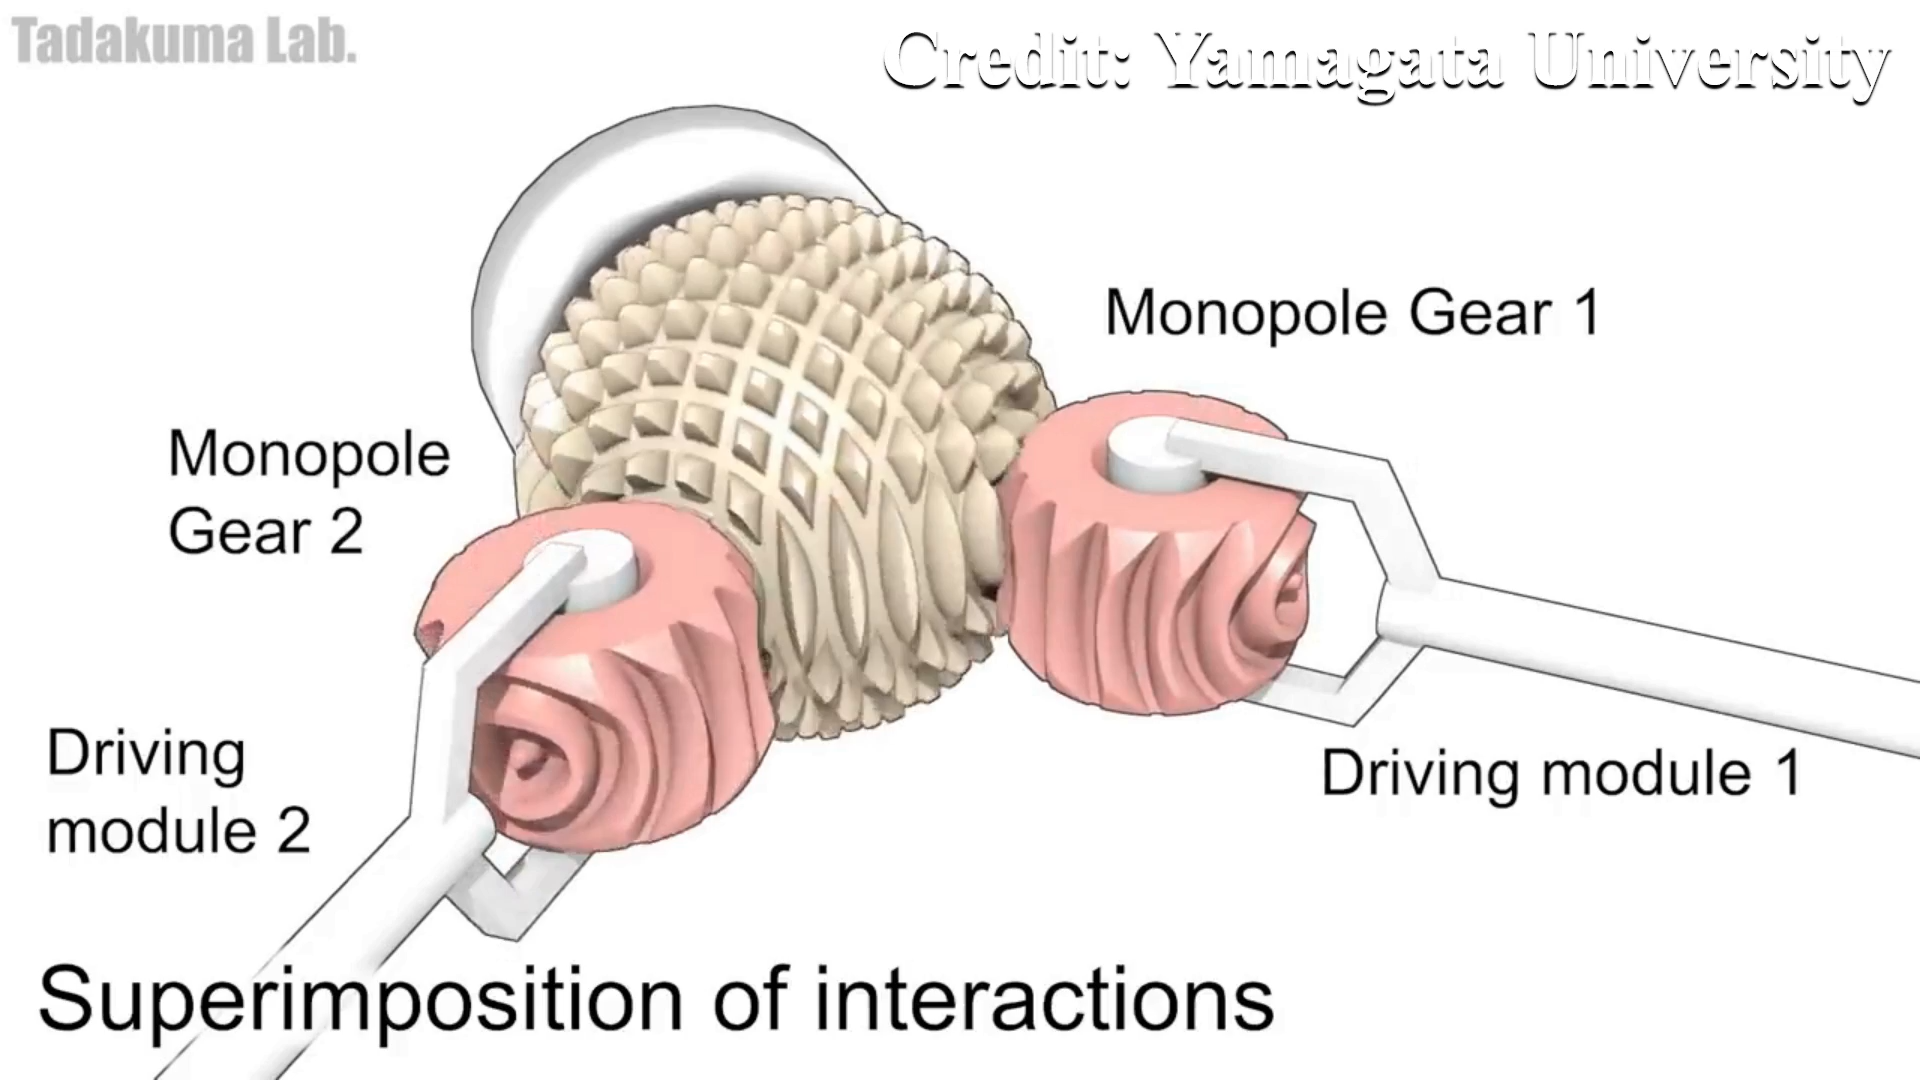 Tadakuma Lab.
Credit: Yamagata University
Monopole Gear 1
Monopole
Gear 2
Driving
module 2
Driving module 1
Superimposition of interactions